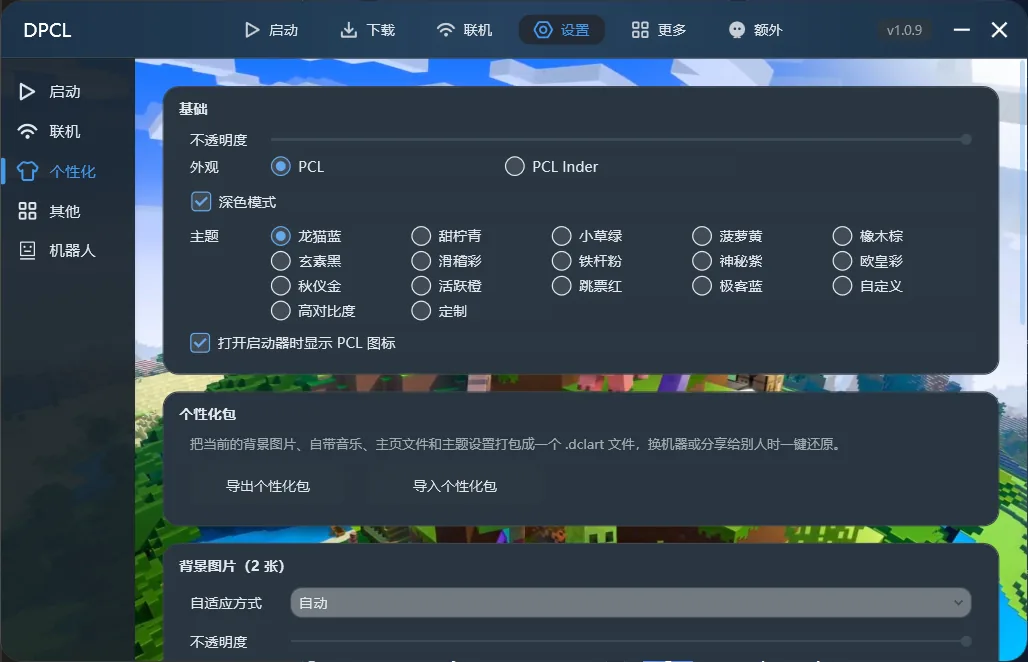 DPCL 启动 下载 联机 设置 更多 额外 v1.0.9
启动
联机
个性化
其他
机器人
基础
不透明度
外观 PCL PCL Inder
深色模式
主题 龙猫蓝 甜柠青 小草绿 菠萝黄 橡木棕
玄素黑 滑稽彩 铁杆粉 神秘紫 欧皇彩
秋仪金 活跃橙 跳票红 极客蓝 自定义
高对比度 定制
打开启动器时显示 PCL 图标
个性化包
把当前的背景图片、自带音乐、主页文件和主题设置打包成一个 .dclart 文件，换机器或分享给别人时一键还原。
导出个性化包 导入个性化包
背景图片（2 张）
自适应方式 自动
不透明度